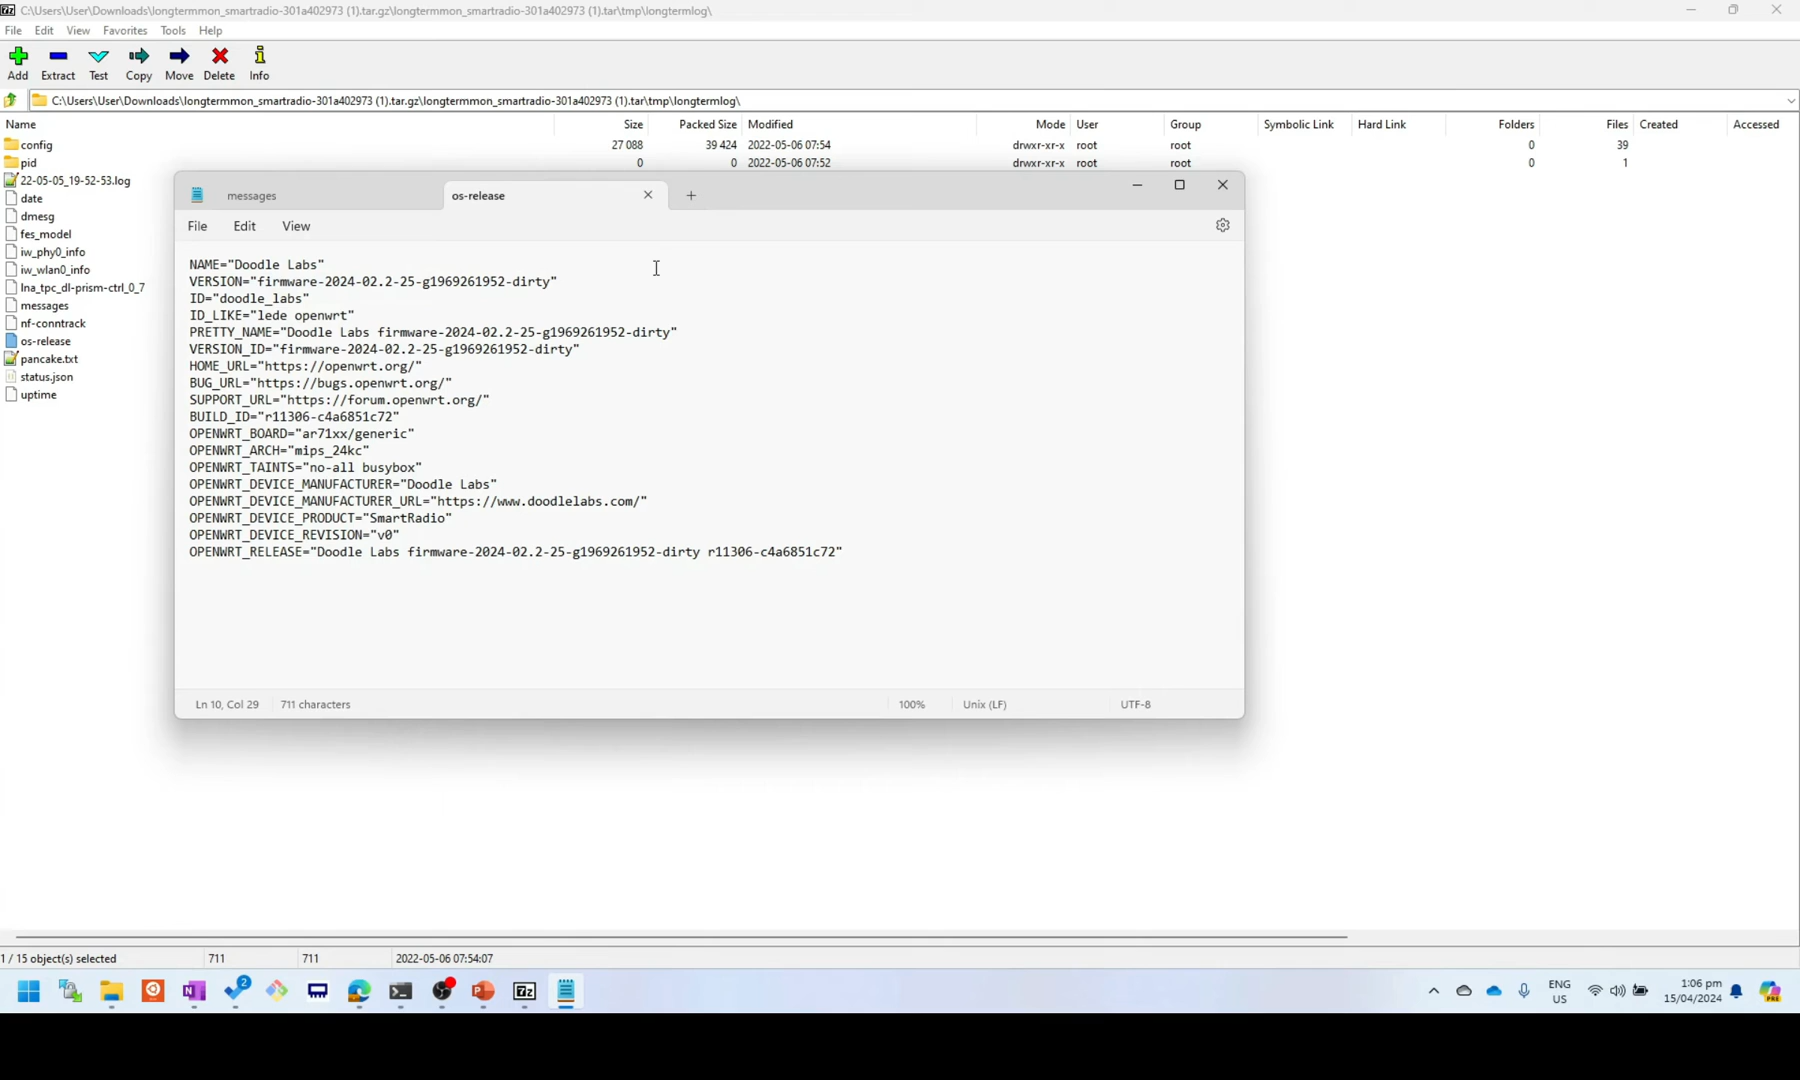 C:\Users\User\Downloads\longtermmon_smartradio-301a402973 (1).tar.gz\longtermmon_smartradio-301a402973 (1).tar\tmp\longtermlog\
File Edit View Favorites Tools Help
Add Extract Test Copy Move Delete Info
C:\Users\User\Downloads\longtermmon_smartradio-301a402973 (1).tar.gz\longtermmon_smartradio-301a402973 (1).tar\tmp\longtermlog\
Name Size Packed Size Modified Mode User Group Symbolic Link Hard Link Folders Files Created Accessed
config 27 088 39 424 2022-05-06 07:54 drwxr-xr-x root root 0 39
pid 0 0 2022-05-06 07:52 drwxr-xr-x root root 0 1
22-05-05_19-52-53.log
date
dmesg
fes_model
iw_phy0_info
iw_wlan0_info
lna_tpc_dl-prism-ctrl_0_7
messages
nf-conntrack
os-release
pancake.txt
status.json
uptime
messages os-release
File Edit View
NAME="Doodle Labs"
VERSION="firmware-2024-02.2-25-g1969261952-dirty"
ID="doodle_labs"
ID_LIKE="lede openwrt"
PRETTY_NAME="Doodle Labs firmware-2024-02.2-25-g1969261952-dirty"
VERSION_ID="firmware-2024-02.2-25-g1969261952-dirty"
HOME_URL="https://openwrt.org/"
BUG_URL="https://bugs.openwrt.org/"
SUPPORT_URL="https://forum.openwrt.org/"
BUILD_ID="r11306-c4a6851c72"
OPENWRT_BOARD="ar71xx/generic"
OPENWRT_ARCH="mips_24kc"
OPENWRT_TAINTS="no-all busybox"
OPENWRT_DEVICE_MANUFACTURER="Doodle Labs"
OPENWRT_DEVICE_MANUFACTURER_URL="https://www.doodlelabs.com/"
OPENWRT_DEVICE_PRODUCT="SmartRadio"
OPENWRT_DEVICE_REVISION="v0"
OPENWRT_RELEASE="Doodle Labs firmware-2024-02.2-25-g1969261952-dirty r11306-c4a6851c72"
Ln 10, Col 29 711 characters 100% Unix (LF) UTF-8
1 / 15 object(s) selected 711 711 2022-05-06 07:54:07
2
7z
ENG
US
1:06 pm
15/04/2024
PRE